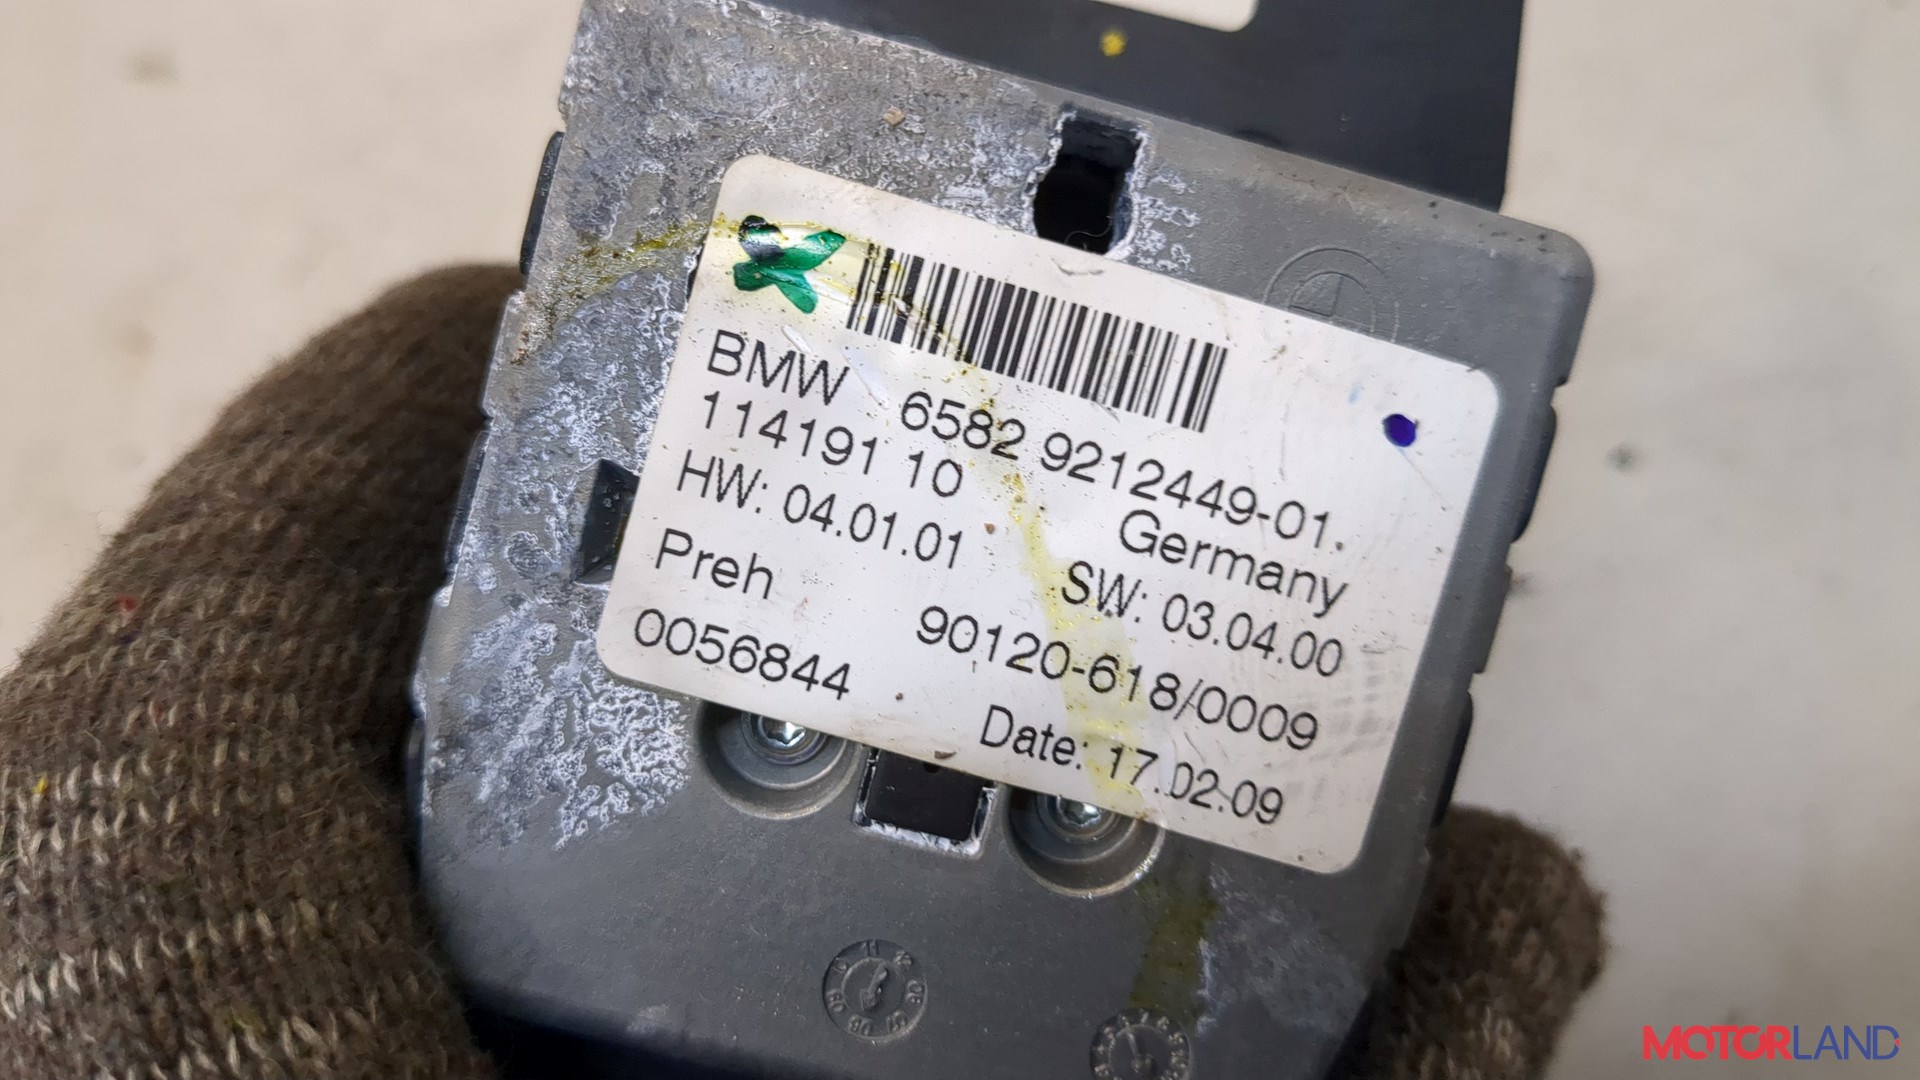 BMW 6582 9212449-01.
114191 10 Germany
HW: 04.01.01 SW: 03.04.00
Preh 90120-618/0009
0056844 Date: 17.02.09
MOTORLAND